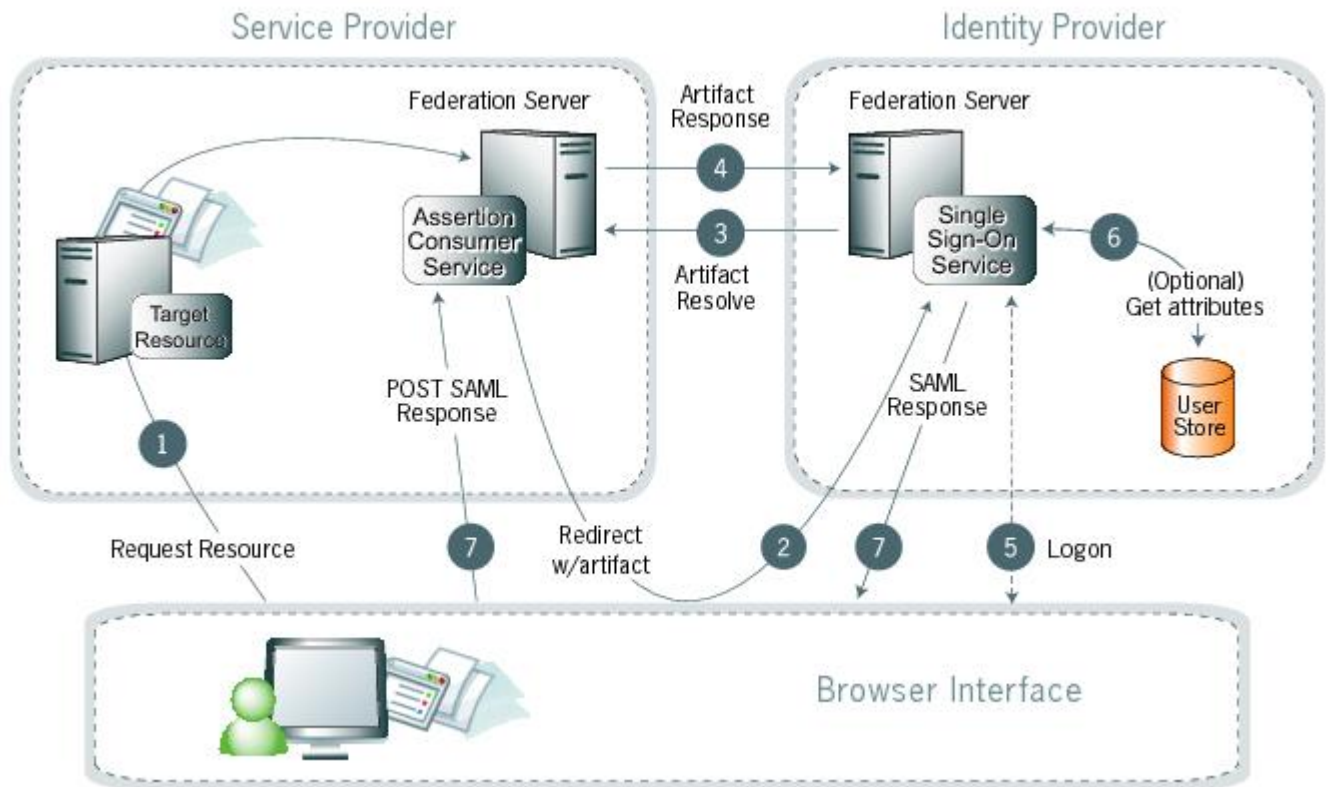 Service Provider
Identity Provider
Federation Server
Artifact
Response
Federation Server
4
Assertion
Consumer
Service
3
Single
Sign-On
Service
6
Artifact
Resolve
(Optional)
Get attributes
Target
Resource
POST SAML
Response
SAML
Response
User
Store
1
Request Resource
7
Redirect
w/artifact
2
7
5
Logon
Browser Interface